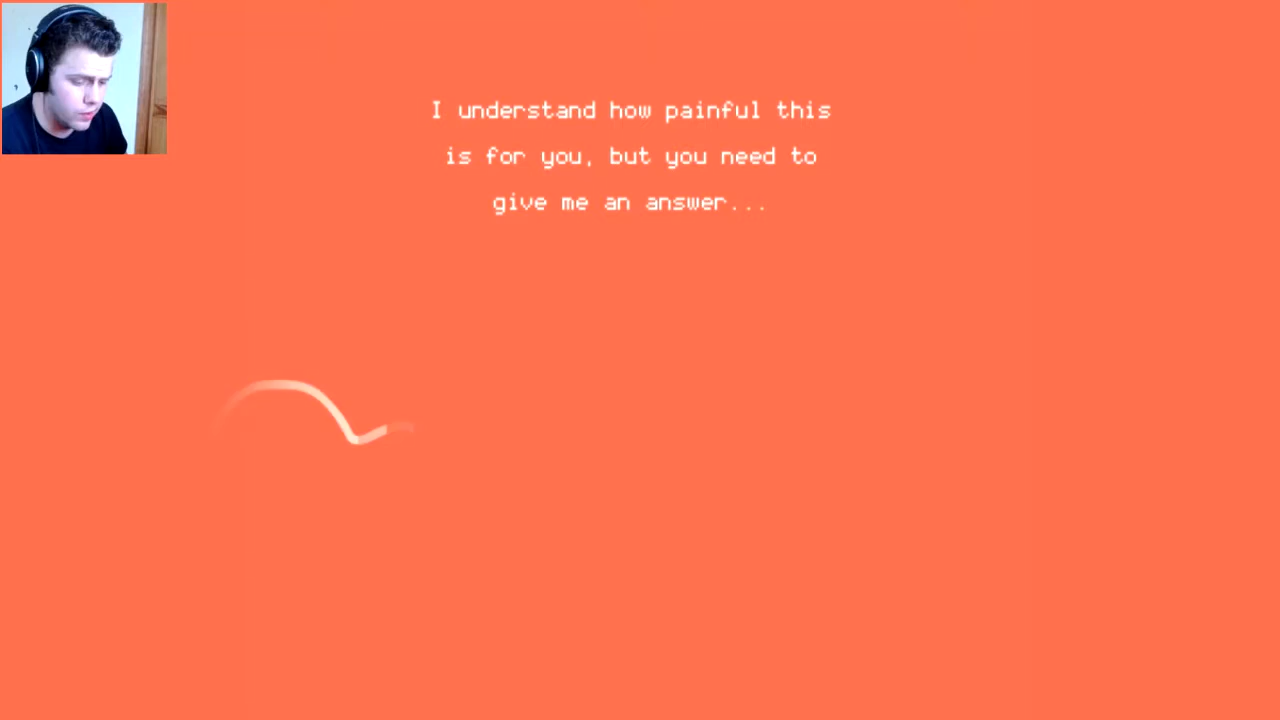 I understand how painful this
is for you, but you need to
give me an answer...